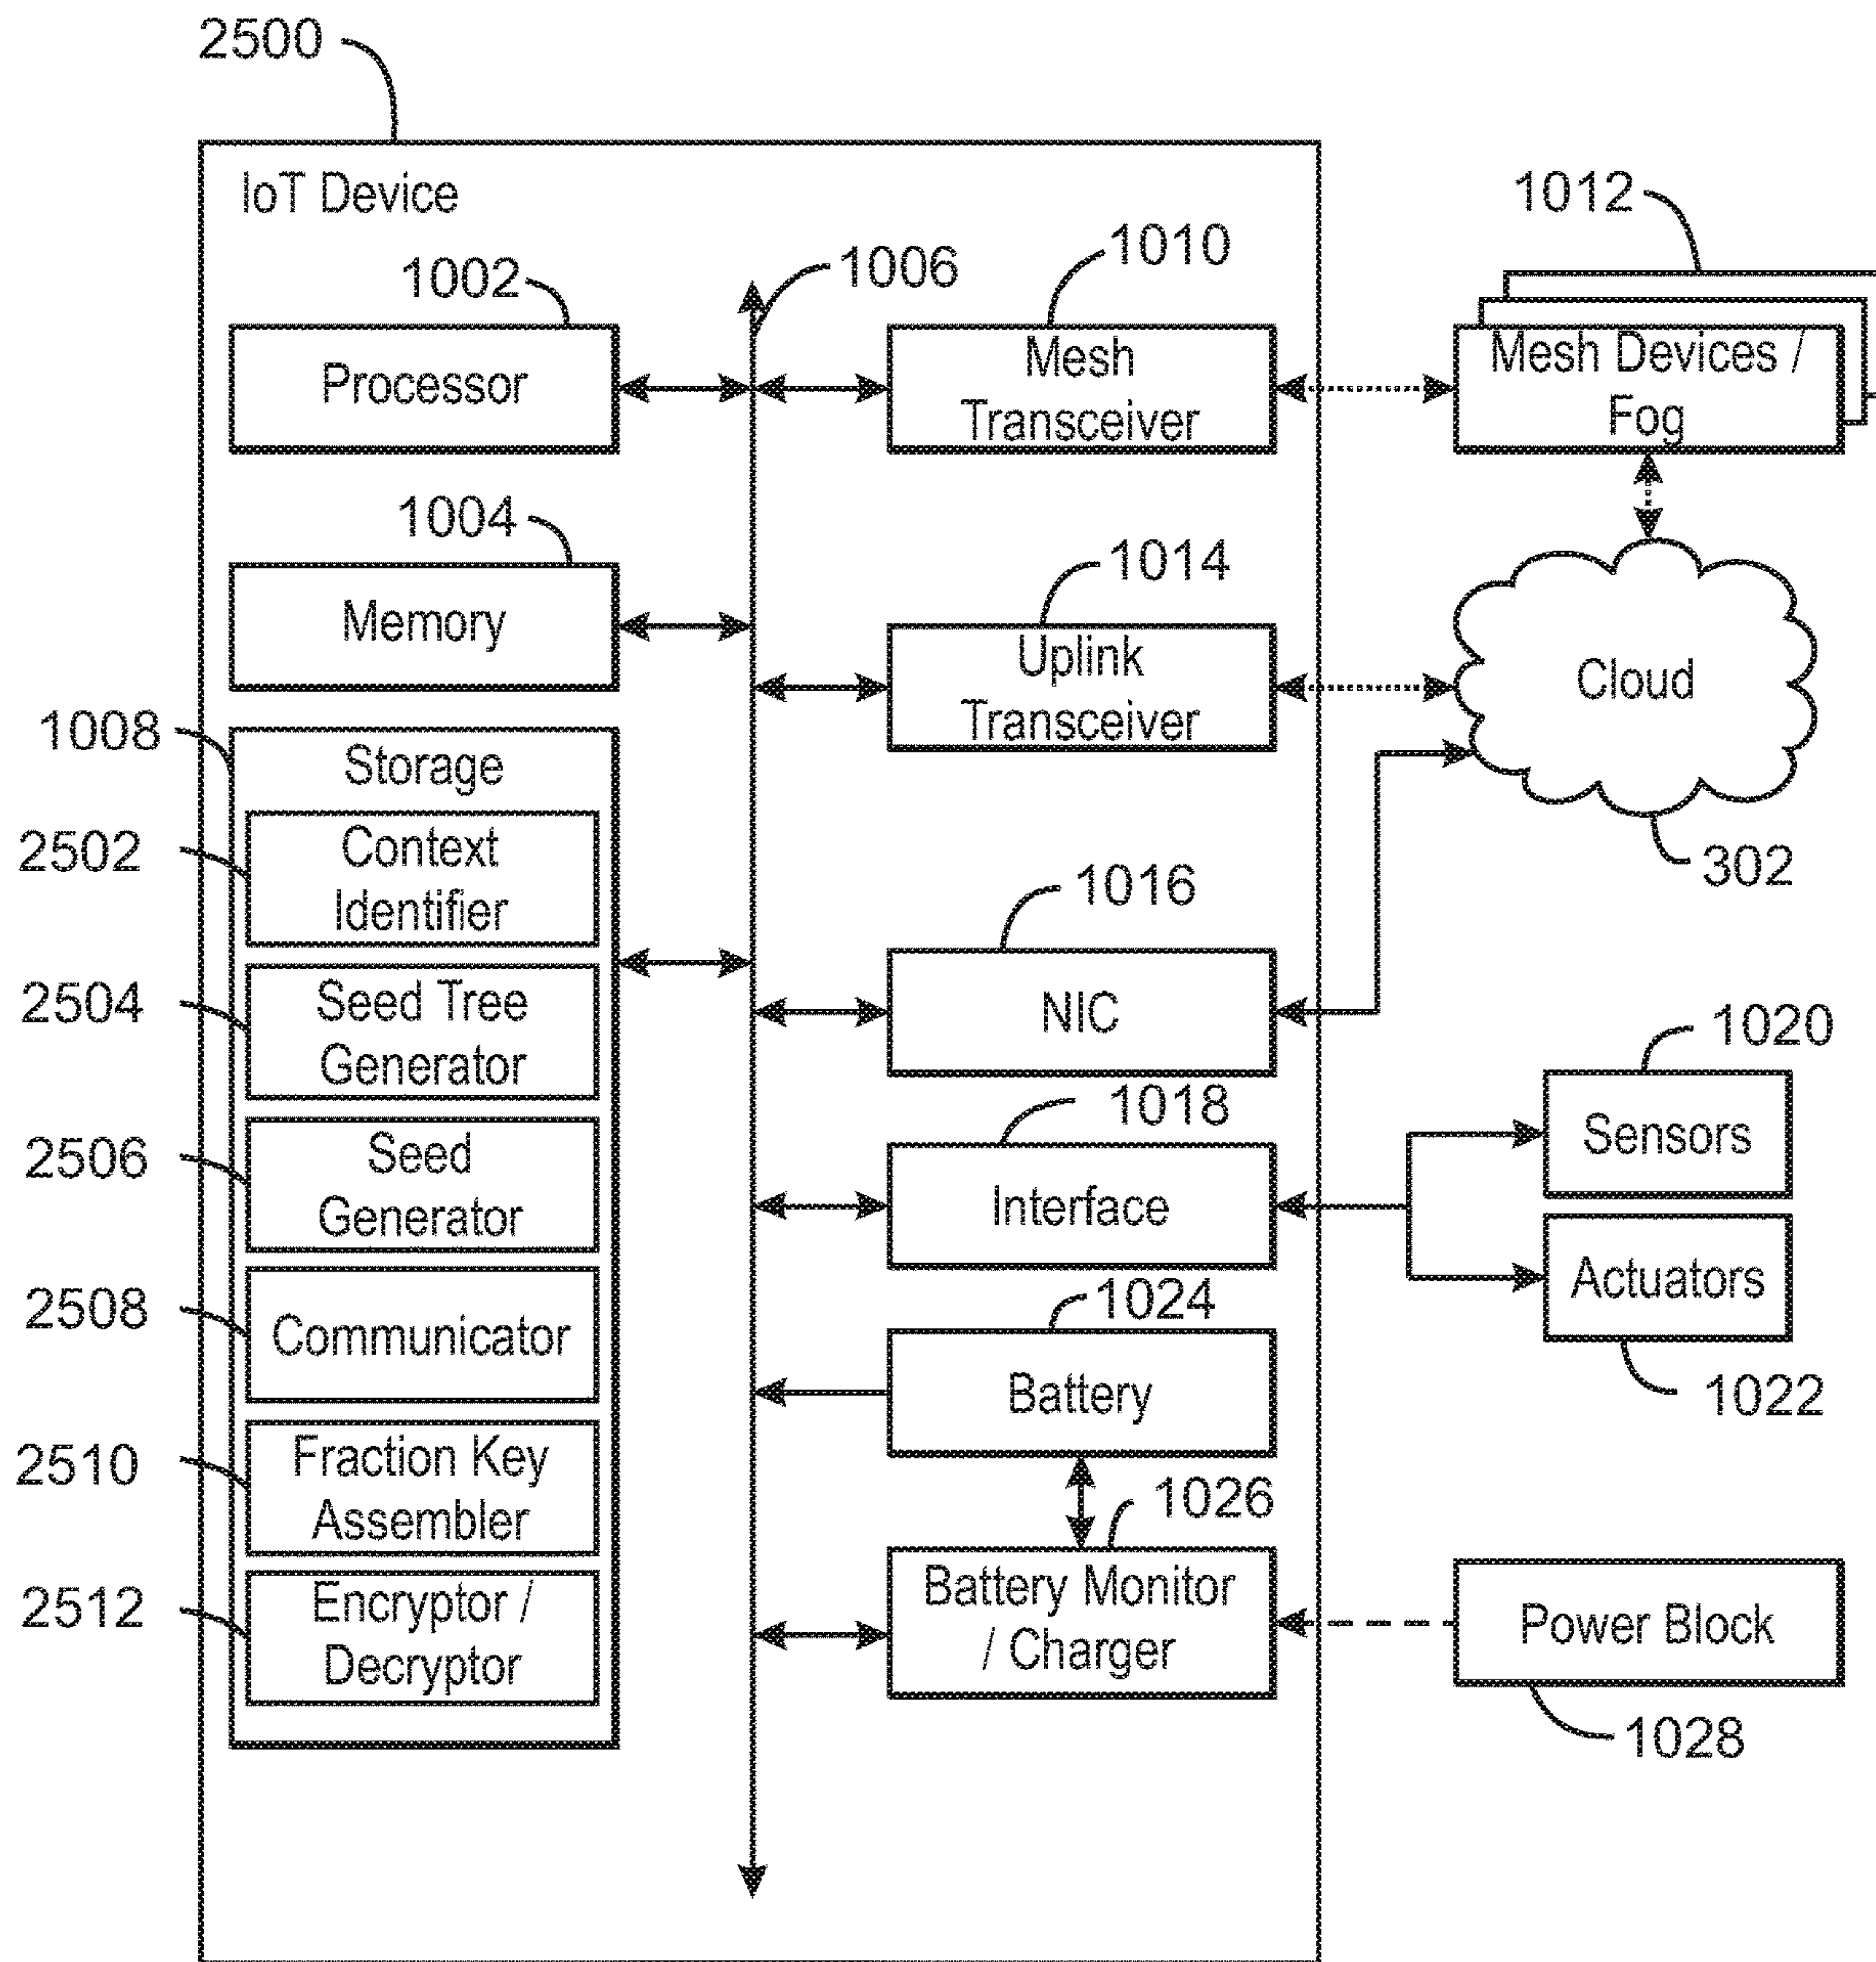 2500
IoT Device
1012
1010
1006
1002
Processor
Mesh
Transceiver
Mesh Devices /
Fog
1004
Memory
1014
Uplink
Transceiver
Cloud
302
1008
Storage
2502
Context
Identifier
2504
Seed Tree
Generator
2506
Seed
Generator
2508
Communicator
2510
Fraction Key
Assembler
2512
Encryptor /
Decryptor
1016
NIC
1018
Interface
1020
Sensors
Actuators
1022
1024
Battery
1026
Battery Monitor
/ Charger
Power Block
1028